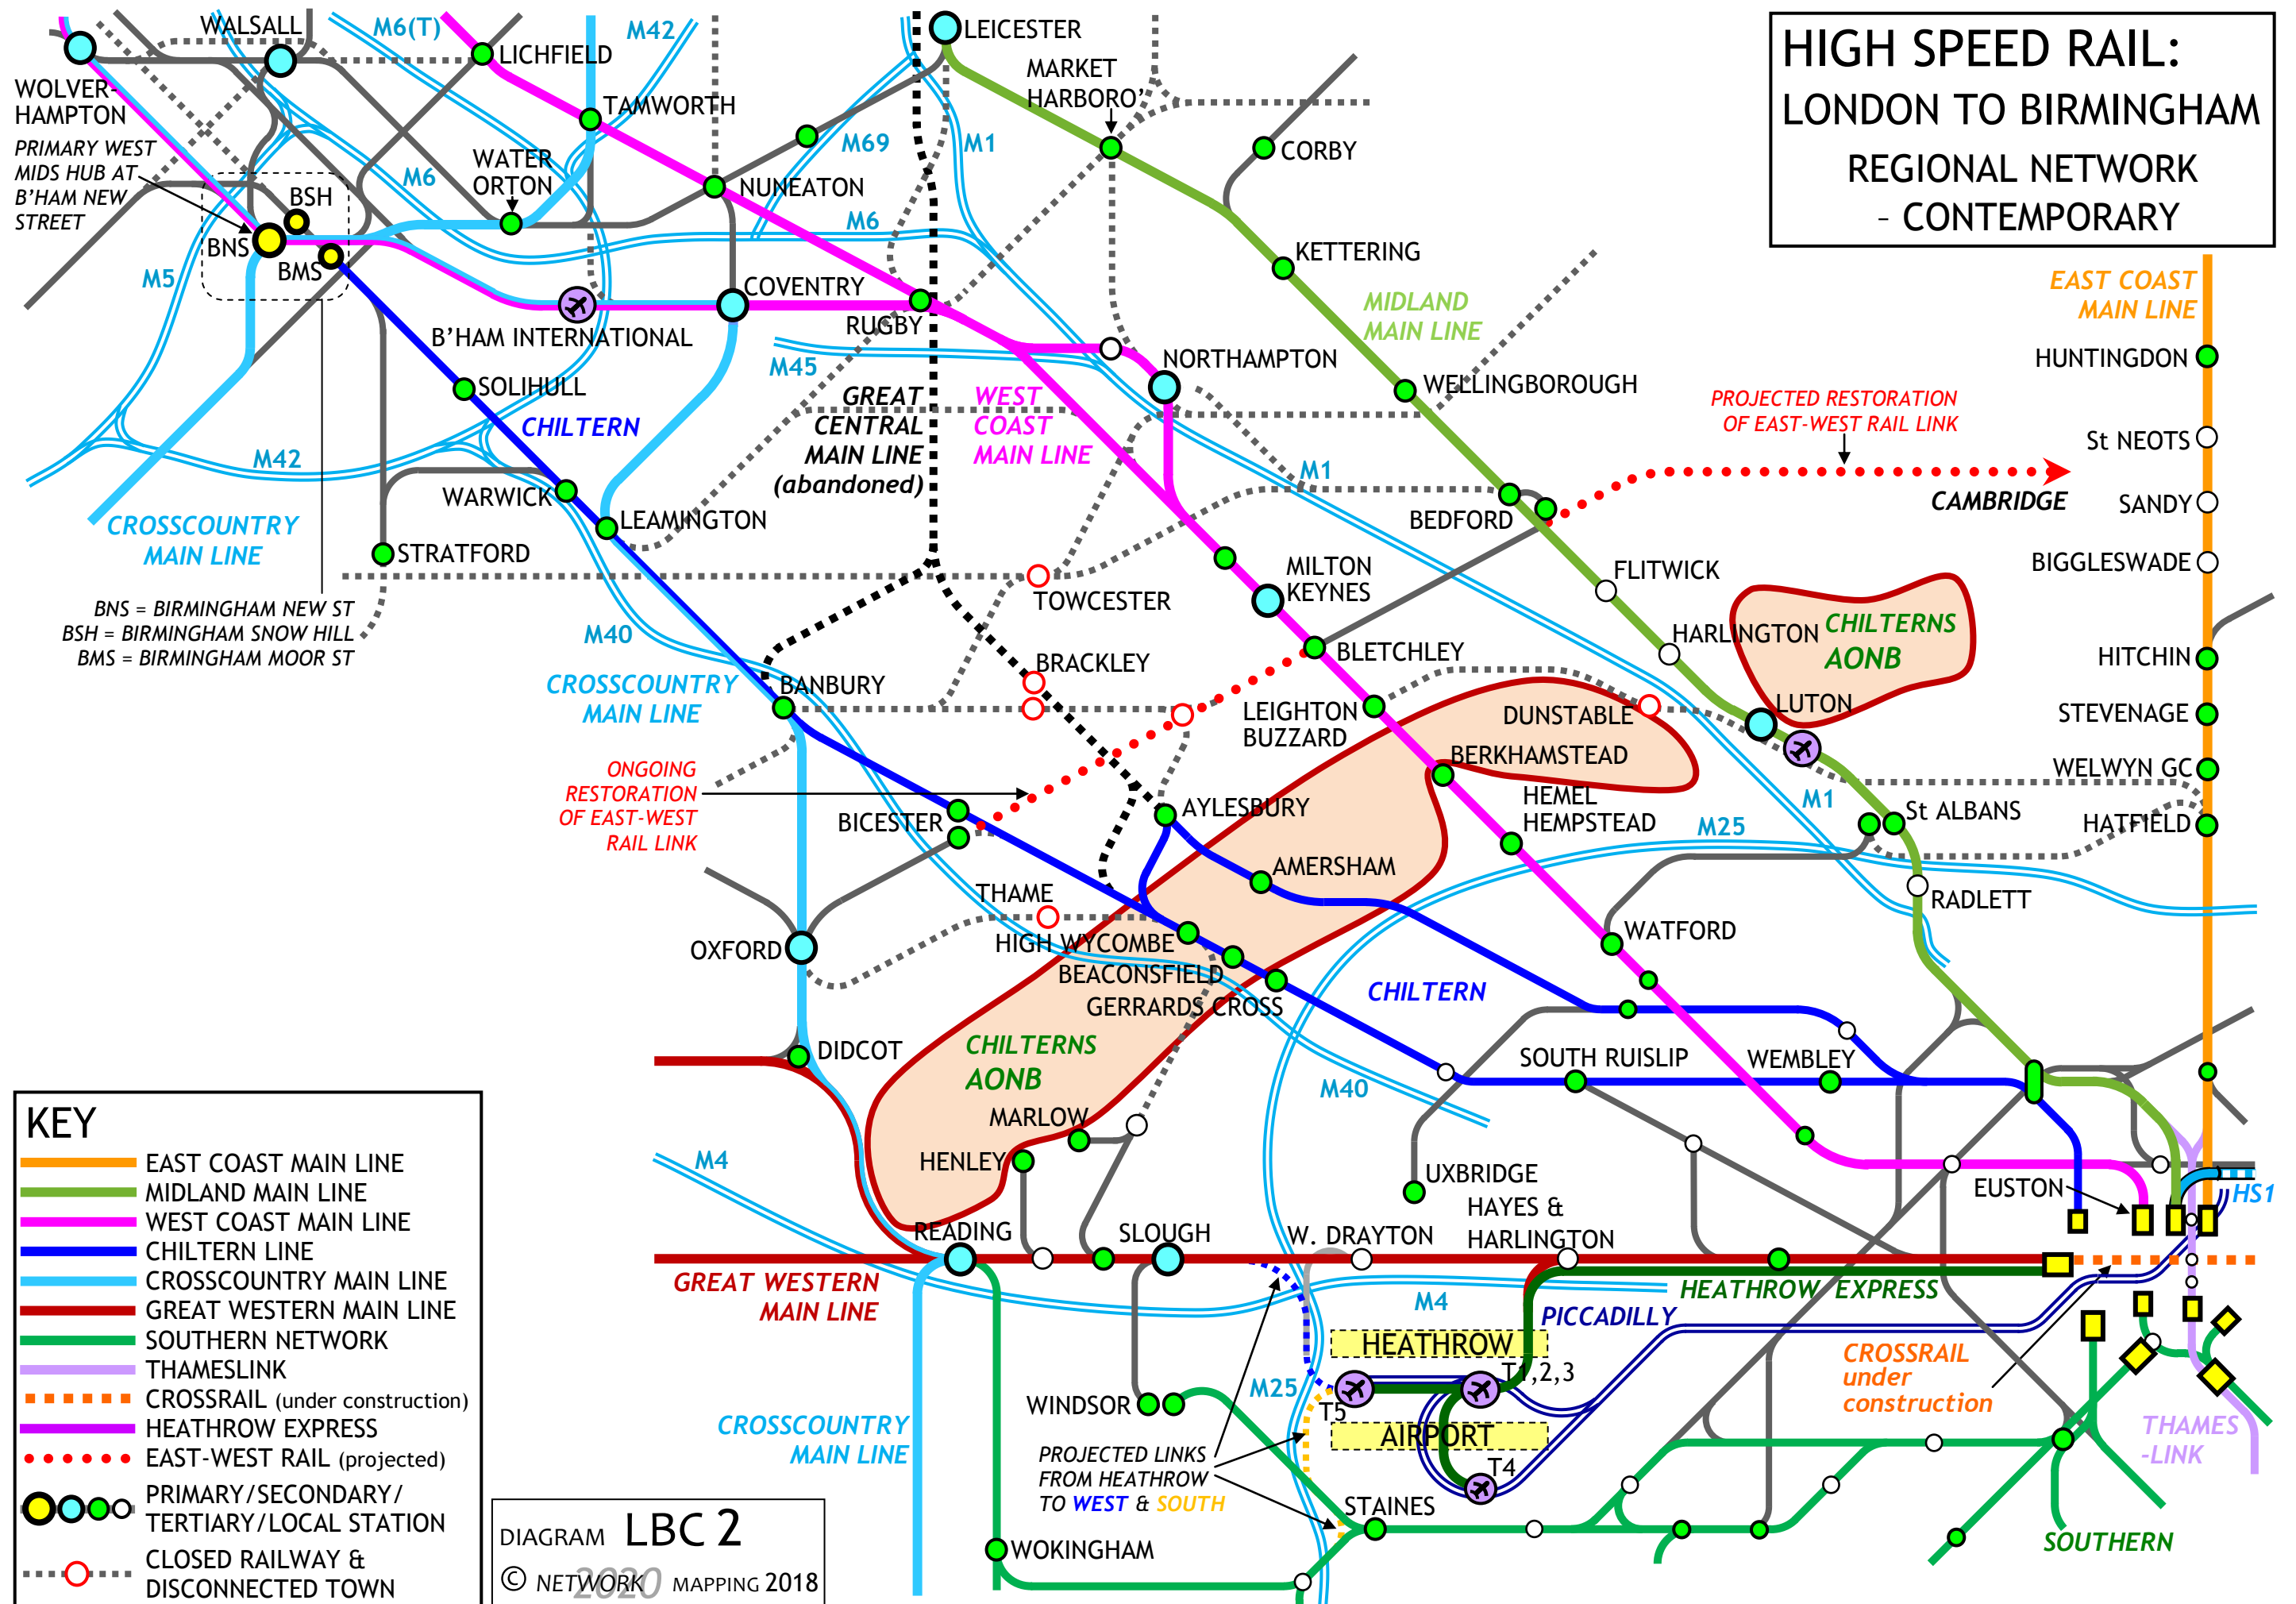 HIGH SPEED RAIL:
LONDON TO BIRMINGHAM
REGIONAL NETWORK
- CONTEMPORARY
WALSALL
M6(T)
LICHFIELD
M42
LEICESTER
MARKET
HARBORO'
WOLVER-
HAMPTON
TAMWORTH
M69
M1
CORBY
PRIMARY WEST
MIDS HUB AT
B'HAM NEW
STREET
WATER
ORTON
M6
NUNEATON
BSH
BNS
BMS
M6
KETTERING
M5
COVENTRY
B'HAM INTERNATIONAL
RUGBY
MIDLAND
MAIN LINE
EAST COAST
MAIN LINE
HUNTINGDON
M45
NORTHAMPTON
SOLIHULL
CHILTERN
GREAT
CENTRAL
MAIN LINE
(abandoned)
WEST
COAST
MAIN LINE
WELLINGBOROUGH
PROJECTED RESTORATION
OF EAST-WEST RAIL LINK
St NEOTS
M42
M1
WARWICK
LEAMINGTON
BEDFORD
CAMBRIDGE
SANDY
CROSSCOUNTRY
MAIN LINE
STRATFORD
BIGGLESWADE
MILTON
KEYNES
FLITWICK
TOWCESTER
BNS = BIRMINGHAM NEW ST
BSH = BIRMINGHAM SNOW HILL
BMS = BIRMINGHAM MOOR ST
M40
HARLINGTON
CHILTERNS
AONB
BRACKLEY
BLETCHLEY
HITCHIN
CROSSCOUNTRY
MAIN LINE
BANBURY
LEIGHTON
BUZZARD
DUNSTABLE
LUTON
STEVENAGE
BERKHAMSTEAD
WELWYN GC
ONGOING
RESTORATION
OF EAST-WEST
RAIL LINK
BICESTER
AYLESBURY
HEMEL
HEMPSTEAD
M1
M25
St ALBANS
HATFIELD
AMERSHAM
THAME
RADLETT
OXFORD
HIGH WYCOMBE
BEACONSFIELD
GERRARDS CROSS
WATFORD
CHILTERN
DIDCOT
CHILTERNS
AONB
SOUTH RUISLIP
WEMBLEY
M40
MARLOW
HENLEY
M4
UXBRIDGE
EUSTON
HS1
READING
SLOUGH
W. DRAYTON
HAYES &
HARLINGTON
GREAT WESTERN
MAIN LINE
M4
HEATHROW EXPRESS
PICCADILLY
HEATHROW
T1,2,3
T5
AIRPORT
T4
M25
WINDSOR
CROSSRAIL
under
construction
THAMES
-LINK
CROSSCOUNTRY
MAIN LINE
PROJECTED LINKS
FROM HEATHROW
TO WEST & SOUTH
STAINES
WOKINGHAM
SOUTHERN
KEY
EAST COAST MAIN LINE
MIDLAND MAIN LINE
WEST COAST MAIN LINE
CHILTERN LINE
CROSSCOUNTRY MAIN LINE
GREAT WESTERN MAIN LINE
SOUTHERN NETWORK
THAMESLINK
CROSSRAIL (under construction)
HEATHROW EXPRESS
EAST-WEST RAIL (projected)
PRIMARY/SECONDARY/
TERTIARY/LOCAL STATION
CLOSED RAILWAY &
DISCONNECTED TOWN
DIAGRAM LBC 2
© NETWORK 2020 MAPPING 2018